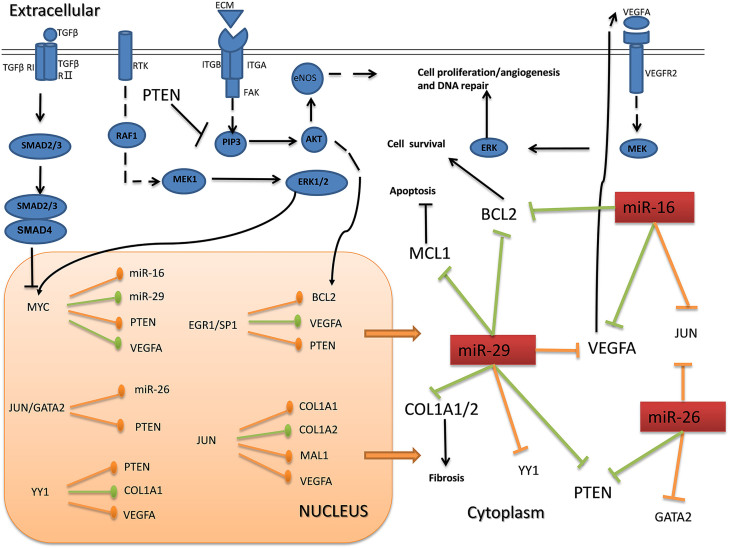 Extracellular
ECM
TGFβ
VEGFA
TGFβ RI
TGFβ
RⅡ
RTK
ITGB
ITGA
FAK
VEGFR2
eNOS
Cell proliferation/angiogenesis
and DNA repair
PTEN
RAF1
SMAD2/3
PIP3
AKT
Cell survival
ERK
MEK
MEK1
ERK1/2
Apoptosis
SMAD2/3
SMAD4
BCL2
miR-16
MCL1
miR-16
MYC
miR-29
PTEN
VEGFA
EGR1/SP1
BCL2
VEGFA
PTEN
miR-29
VEGFA
JUN
JUN/GATA2
miR-26
PTEN
JUN
COL1A1
COL1A2
MAL1
VEGFA
COL1A1/2
miR-26
YY1
PTEN
COL1A1
VEGFA
Fibrosis
YY1
PTEN
GATA2
NUCLEUS
Cytoplasm